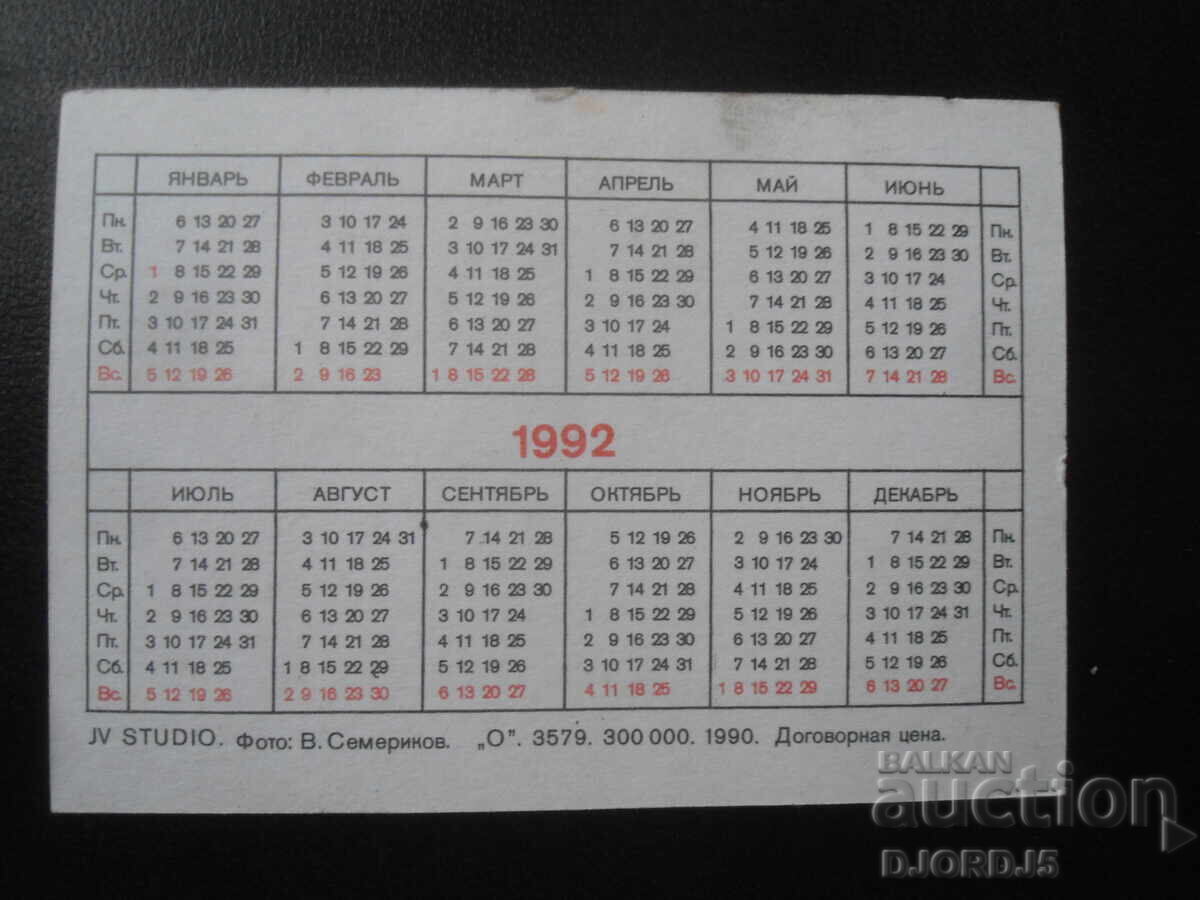 ЯНВАРЬ ФЕВРАЛЬ МАРТ АПРЕЛЬ МАЙ ИЮНЬ
Пн. 6 13 20 27 3 10 17 24 2 9 16 23 30 6 13 20 27 4 11 18 25 1 8 15 22 29 Пн.
Вт. 7 14 21 28 4 11 18 25 3 10 17 24 31 7 14 21 28 5 12 19 26 2 9 16 23 30 Вт.
Ср. 1 8 15 22 29 5 12 19 26 4 11 18 25 1 8 15 22 29 6 13 20 27 3 10 17 24 Ср.
Чт. 2 9 16 23 30 6 13 20 27 5 12 19 26 2 9 16 23 30 7 14 21 28 4 11 18 25 Чт.
Пт. 3 10 17 24 31 7 14 21 28 6 13 20 27 3 10 17 24 1 8 15 22 29 5 12 19 26 Пт.
Сб. 4 11 18 25 1 8 15 22 29 7 14 21 28 4 11 18 25 2 9 16 23 30 6 13 20 27 Сб.
Вс. 5 12 19 26 2 9 16 23 1 8 15 22 28 5 12 19 26 3 10 17 24 31 7 14 21 28 Вс.
1992
ИЮЛЬ АВГУСТ СЕНТЯБРЬ ОКТЯБРЬ НОЯБРЬ ДЕКАБРЬ
Пн. 6 13 20 27 3 10 17 24 31 7 14 21 28 5 12 19 26 2 9 16 23 30 7 14 21 28 Пн.
Вт. 7 14 21 28 4 11 18 25 1 8 15 22 29 6 13 20 27 3 10 17 24 1 8 15 22 29 Вт.
Ср. 1 8 15 22 29 5 12 19 26 2 9 16 23 30 7 14 21 28 4 11 18 25 2 9 16 23 30 Ср.
Чт. 2 9 16 23 30 6 13 20 27 3 10 17 24 1 8 15 22 29 5 12 19 26 3 10 17 24 31 Чт.
Пт. 3 10 17 24 31 7 14 21 28 4 11 18 25 2 9 16 23 30 6 13 20 27 4 11 18 25 Пт.
Сб. 4 11 18 25 1 8 15 22 29 5 12 19 26 3 10 17 24 31 7 14 21 28 5 12 19 26 Сб.
Вс. 5 12 19 26 2 9 16 23 30 6 13 20 27 4 11 18 25 1 8 15 22 29 6 13 20 27 Вс.
JV STUDIO. Фото: В. Семериков. „О". 3579. 300 000. 1990. Договорная цена.
BALKAN
auction
DJORDJ5